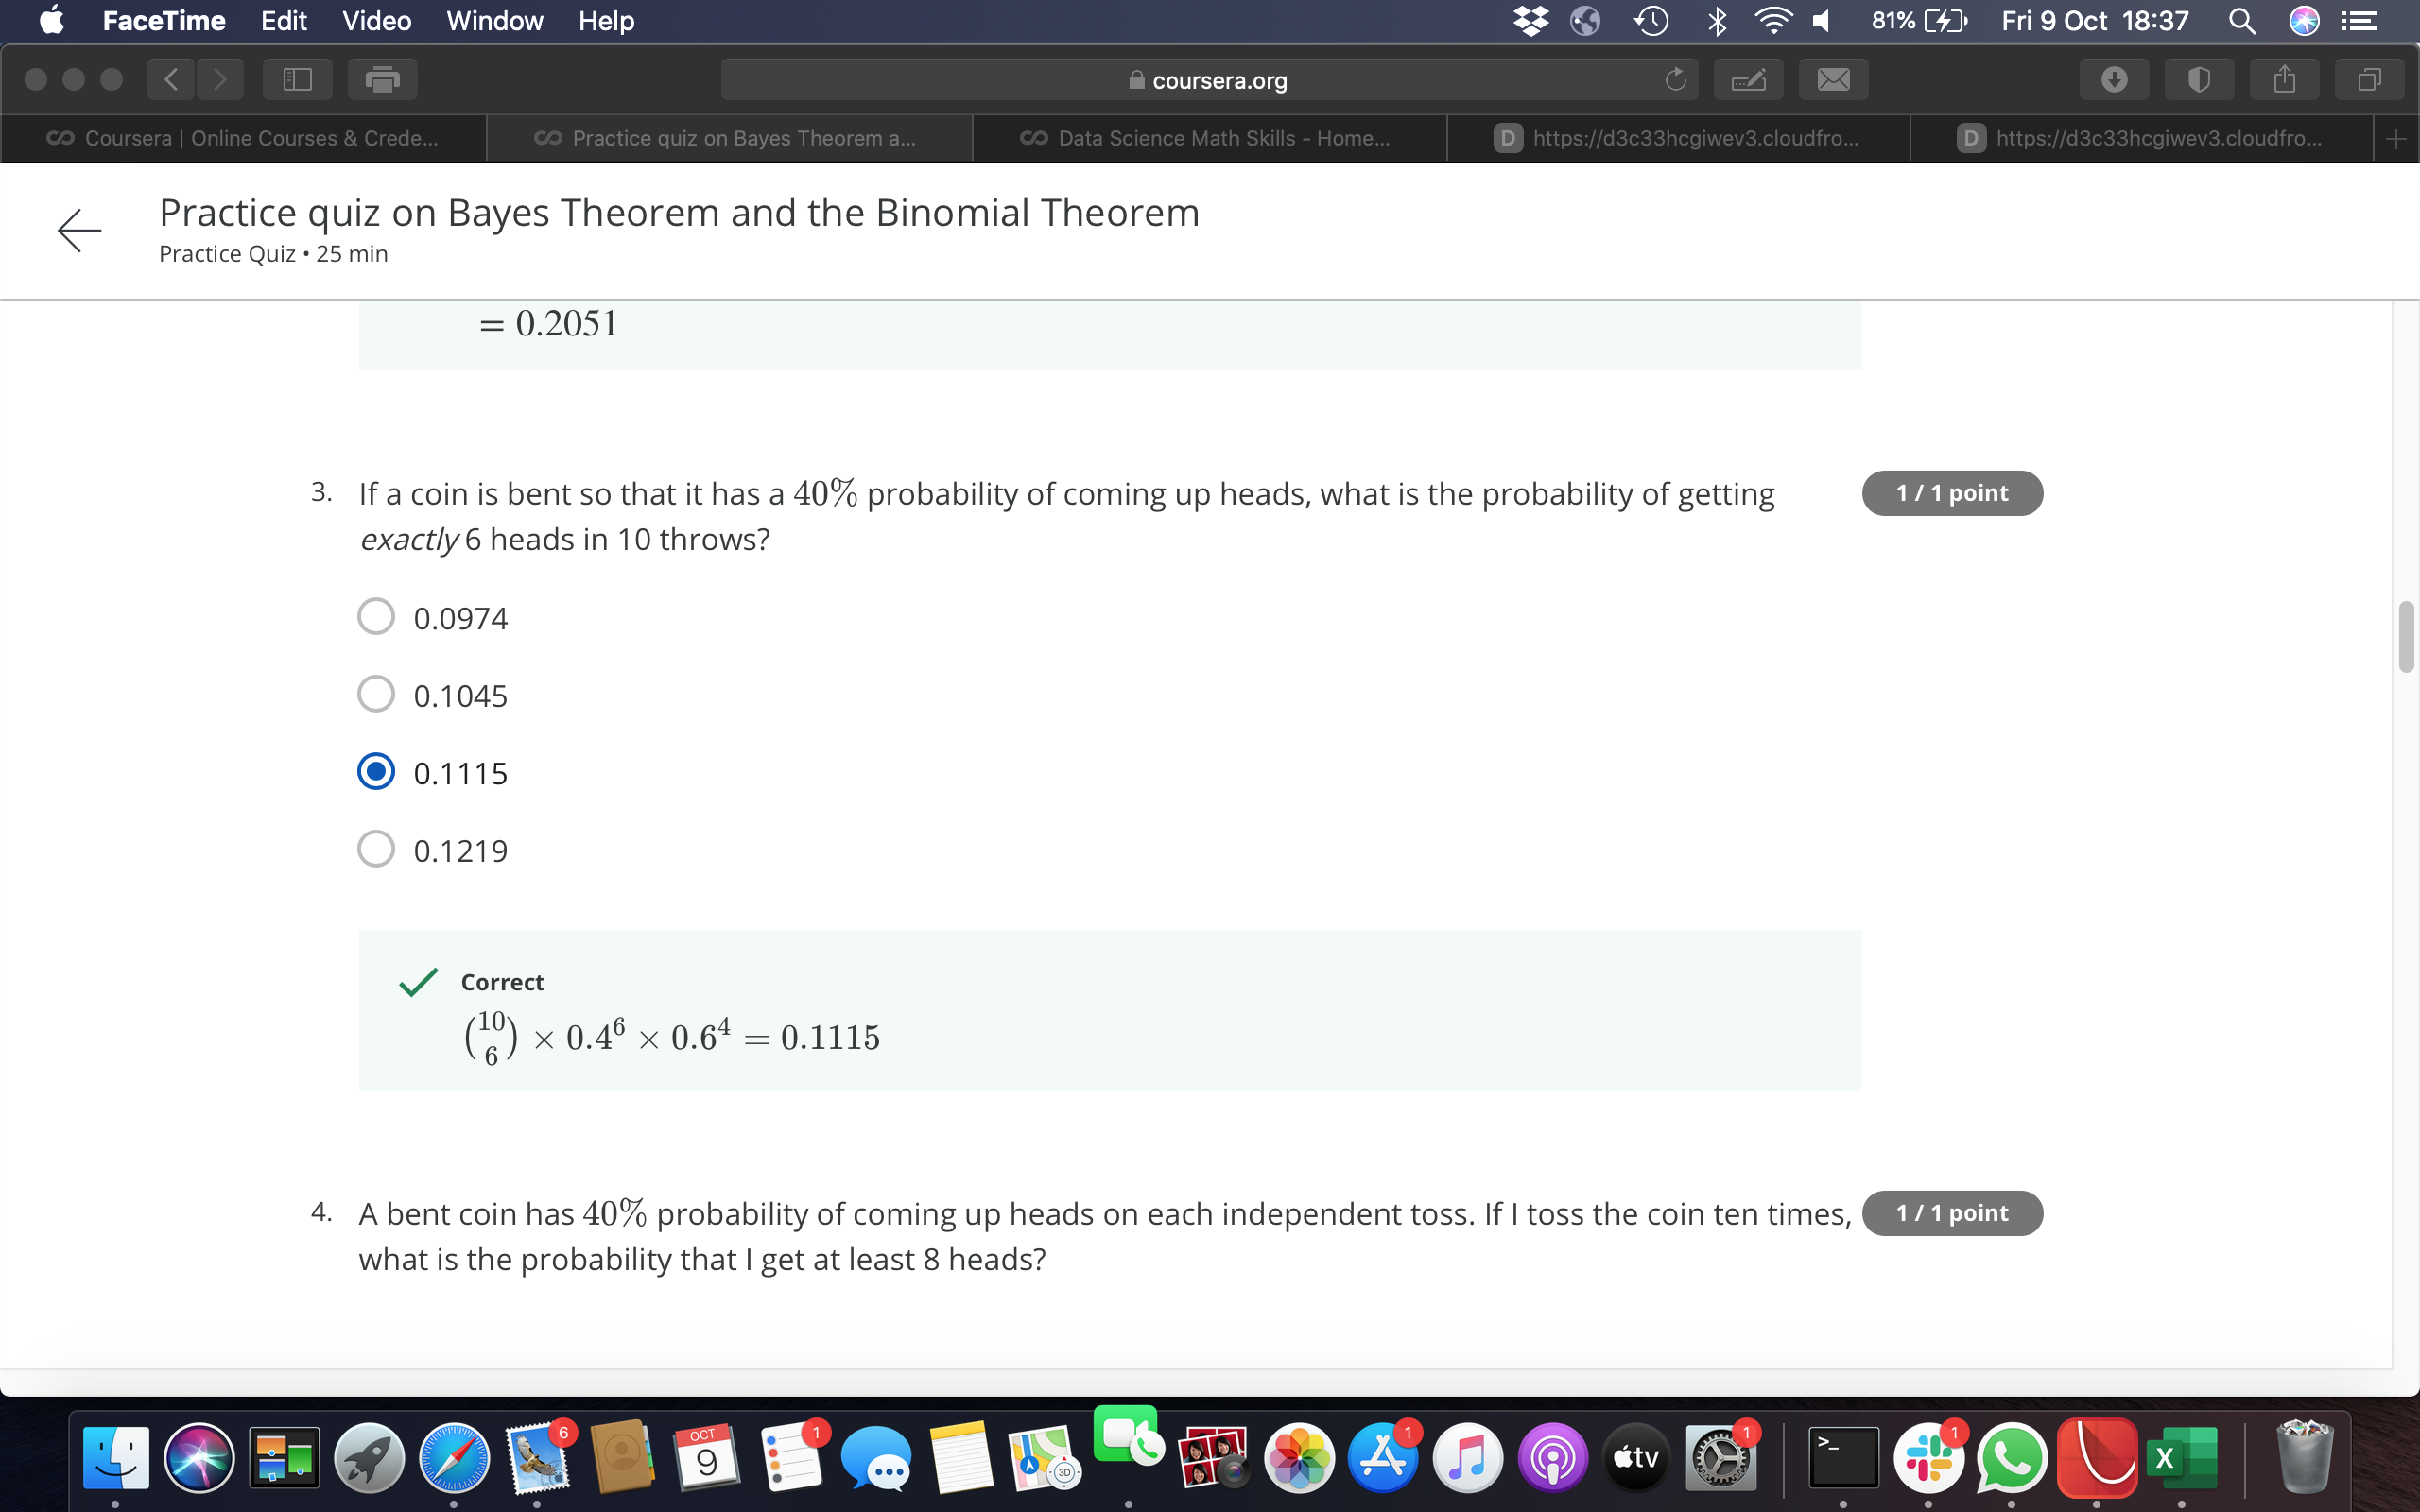 FaceTime Edit Video Window Help 81% Fri 9 Oct 18:37
coursera.org
Coursera | Online Courses & Crede... Practice quiz on Bayes Theorem a... Data Science Math Skills - Home... D https://d3c33hcgiwev3.cloudfro... D https://d3c33hcgiwev3.cloudfro...
Practice quiz on Bayes Theorem and the Binomial Theorem
Practice Quiz • 25 min
= 0.2051
3. If a coin is bent so that it has a 40% probability of coming up heads, what is the probability of getting 1 / 1 point
exactly 6 heads in 10 throws?
0.0974
0.1045
0.1115
0.1219
Correct
(10 6) × 0.4⁶ × 0.6⁴ = 0.1115
4. A bent coin has 40% probability of coming up heads on each independent toss. If I toss the coin ten times, 1 / 1 point
what is the probability that I get at least 8 heads?
6 OCT 9 1 3D 1 tv 1 >_ 1 X